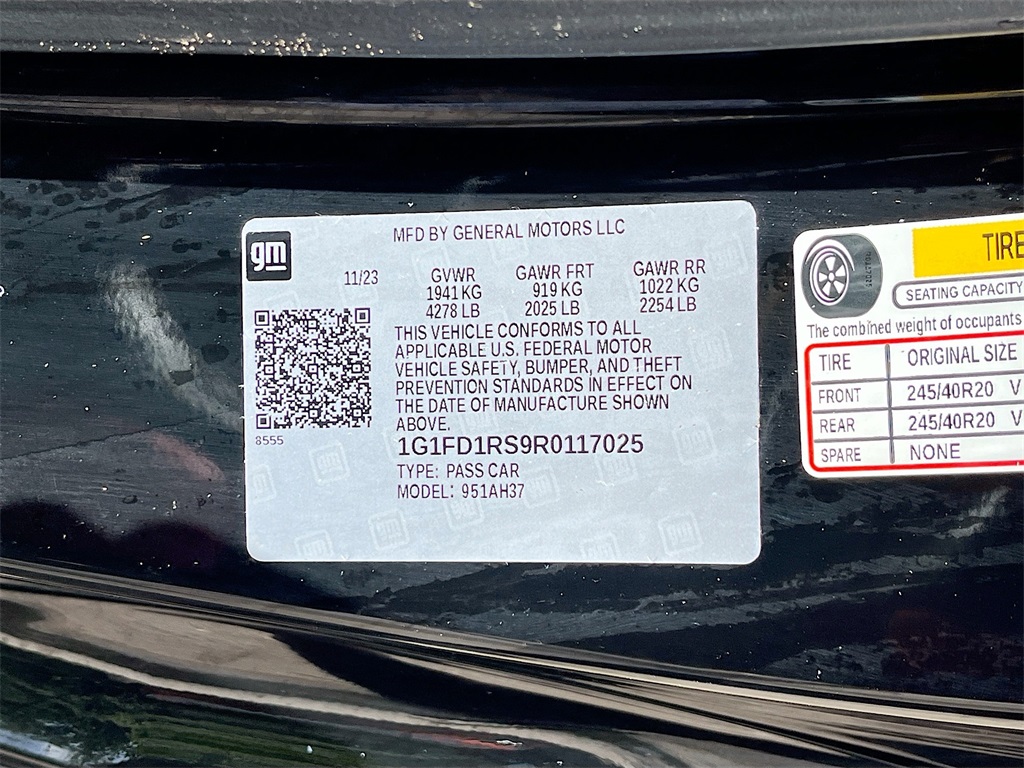 gm
MFD BY GENERAL MOTORS LLC
11/23
GVWR GAWR FRT GAWR RR
1941 KG 919 KG 1022 KG
4278 LB 2025 LB 2254 LB
THIS VEHICLE CONFORMS TO ALL
APPLICABLE U.S. FEDERAL MOTOR
VEHICLE SAFETY, BUMPER, AND THEFT
PREVENTION STANDARDS IN EFFECT ON
THE DATE OF MANUFACTURE SHOWN
ABOVE.
8555
1G1FD1RS9R0117025
TYPE: PASS CAR
MODEL: 951AH37
TIRE
SEATING CAPACITY
The combined weight of occupants
TIRE ORIGINAL SIZE
FRONT 245/40R20 V
REAR 245/40R20 V
SPARE NONE